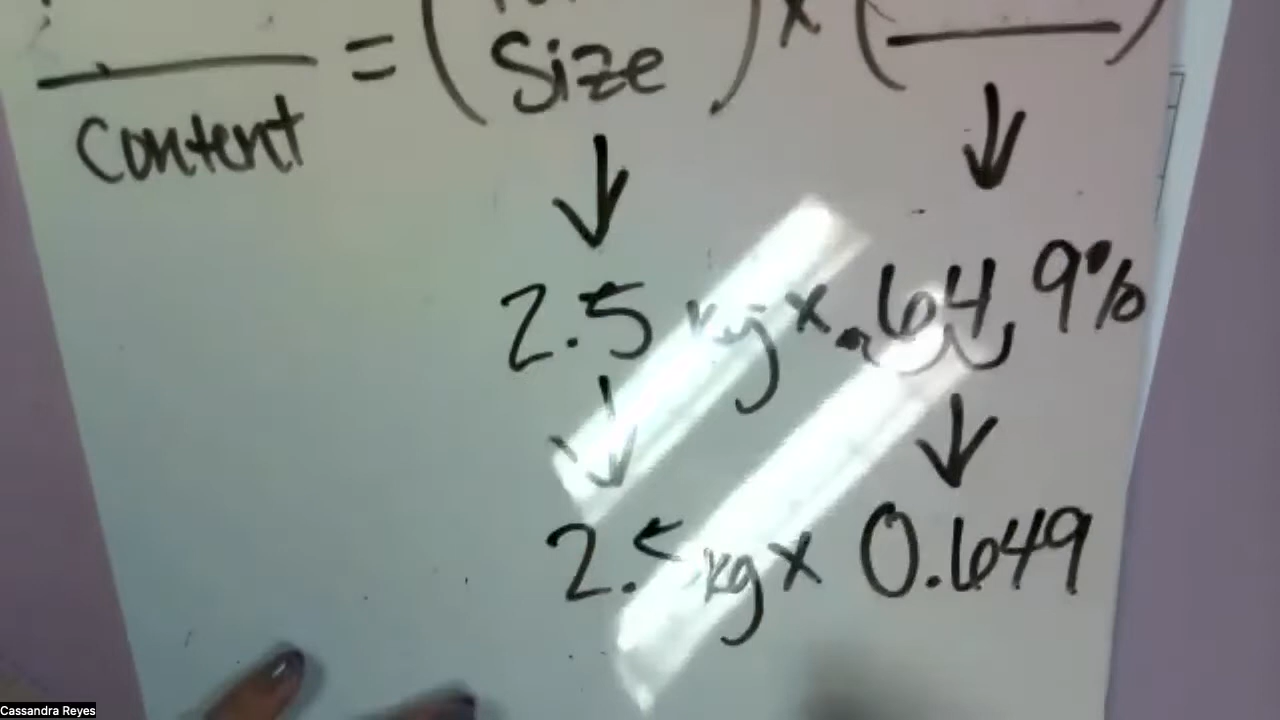 = ( Size ) x ( )
Content
2.5 kg x .64.9%
2.5 kg x 0.649
Cassandra Reyes